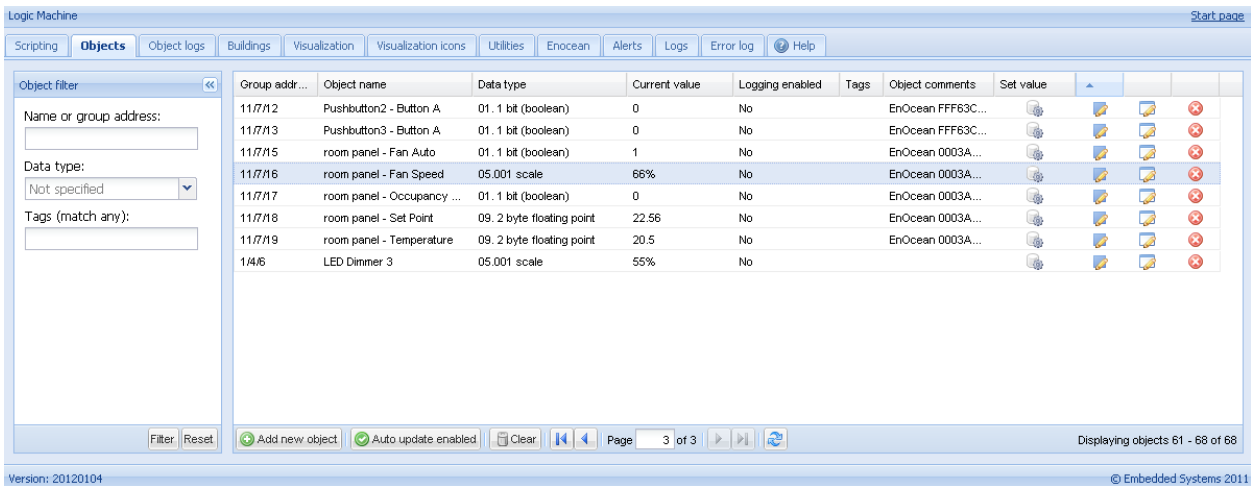 Logic Machine Start page
Scripting Objects Object logs Buildings Visualization Visualization icons Utilities Enocean Alerts Logs Error log Help
Object filter
Name or group address:
Data type:
Not specified
Tags (match any):
Filter Reset
Group addr... Object name Data type Current value Logging enabled Tags Object comments Set value
11/7/12 Pushbutton2 - Button A 01. 1 bit (boolean) 0 No EnOcean FFF63C...
11/7/13 Pushbutton3 - Button A 01. 1 bit (boolean) 0 No EnOcean FFF63C...
11/7/15 room panel - Fan Auto 01. 1 bit (boolean) 1 No EnOcean 0003A...
11/7/16 room panel - Fan Speed 05.001 scale 66% No EnOcean 0003A...
11/7/17 room panel - Occupancy ... 01. 1 bit (boolean) 0 No EnOcean 0003A...
11/7/18 room panel - Set Point 09. 2 byte floating point 22.56 No EnOcean 0003A...
11/7/19 room panel - Temperature 09. 2 byte floating point 20.5 No EnOcean 0003A...
1/4/6 LED Dimmer 3 05.001 scale 55% No
Add new object Auto update enabled Clear Page 3 of 3 Displaying objects 61 - 68 of 68
Version: 20120104 © Embedded Systems 2011